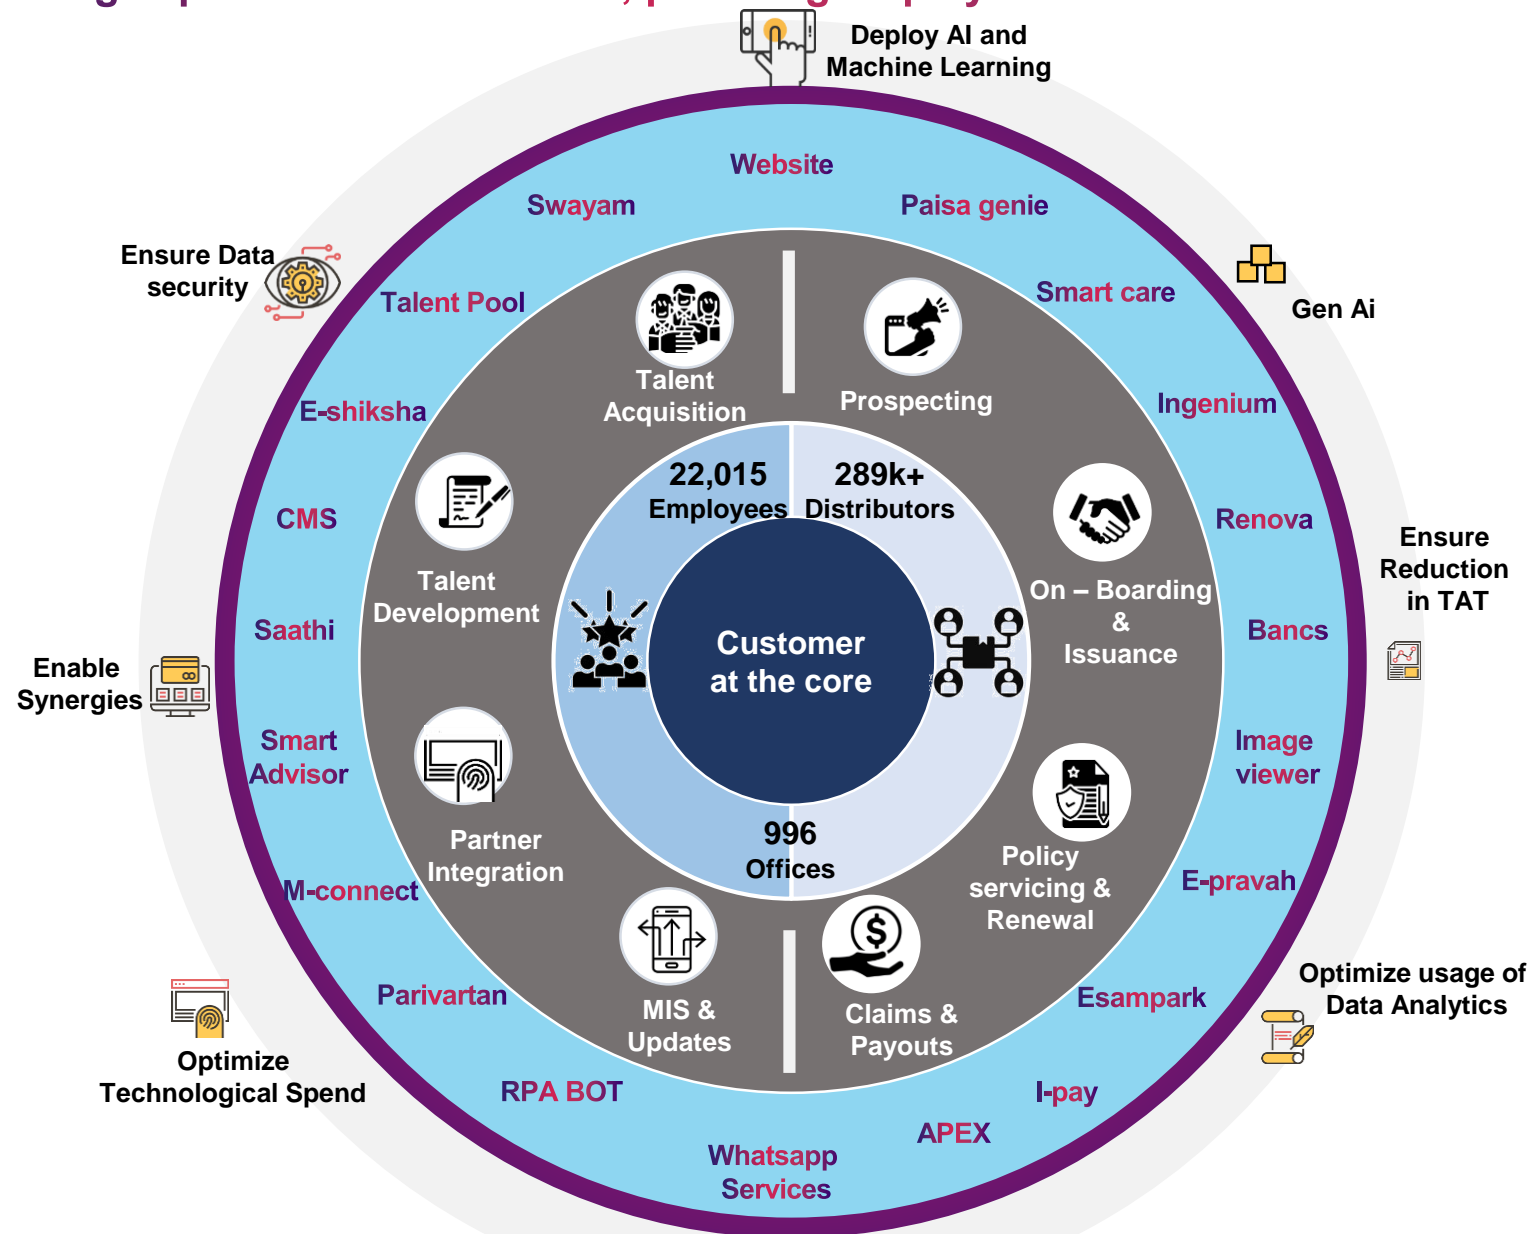 Deploy AI and
Machine Learning
Website
Swayam
Paisa genie
Ensure Data
security
Talent Pool
Smart care
Gen Ai
Talent
Acquisition
Prospecting
E-shiksha
Ingenium
22,015
Employees
289k+
Distributors
CMS
Renova
Ensure
Reduction
in TAT
Talent
Development
On – Boarding
&
Issuance
Saathi
Bancs
Customer
at the core
Enable
Synergies
Smart
Advisor
Image
viewer
Partner
Integration
996
Offices
Policy
servicing &
Renewal
M-connect
E-pravah
Parivartan
Esampark
Optimize usage of
Data Analytics
MIS &
Updates
Claims &
Payouts
Optimize
Technological Spend
RPA BOT
I-pay
APEX
Whatsapp
Services